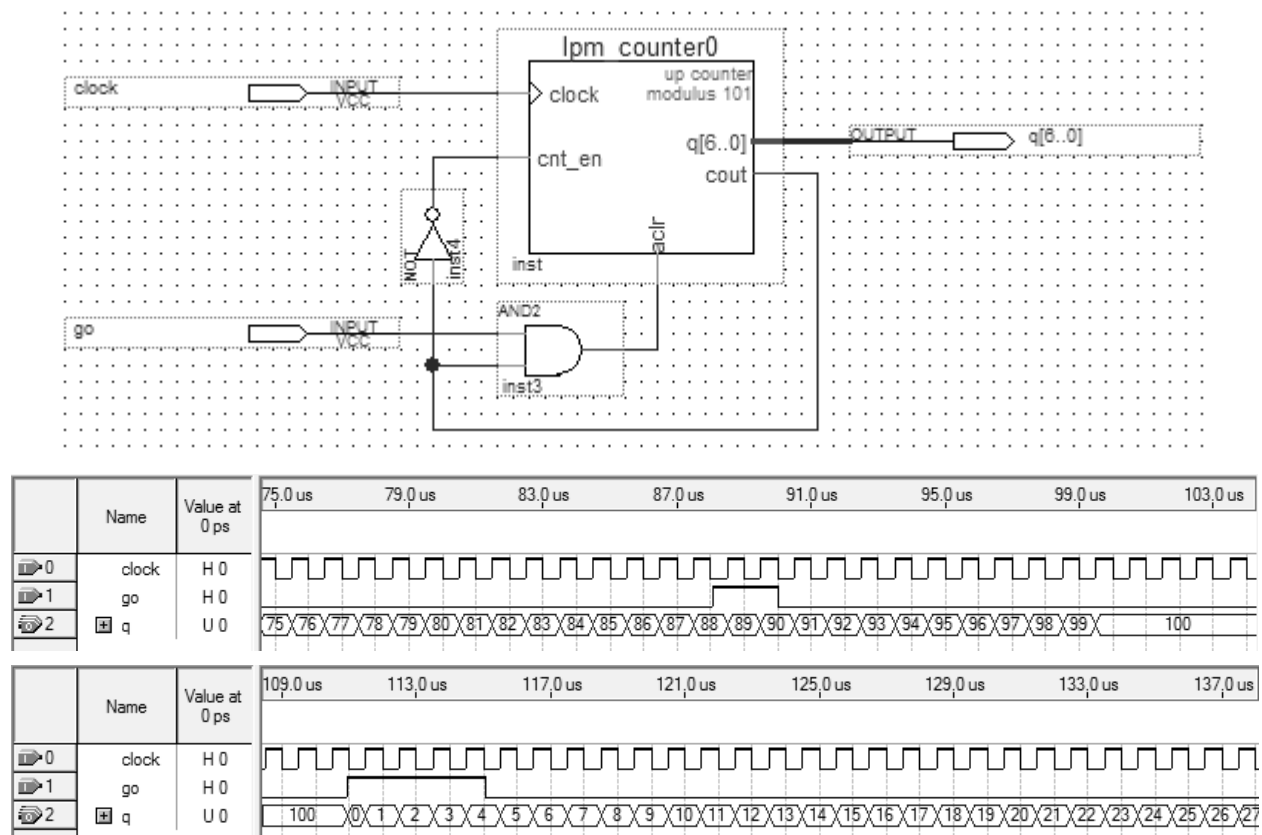 lpm_counter0
up counter
modulus 101
clock INPUT
VCC
clock
q[6..0]
OUTPUT q[6..0]
cnt_en
cout
aclr
inst
NOT
inst4
AND2
go INPUT
VCC
inst3
Name Value at 0 ps 75.0 us 79.0 us 83.0 us 87.0 us 91.0 us 95.0 us 99.0 us 103.0 us
0 clock H 0
1 go H 0
2 q U 0 75 76 77 78 79 80 81 82 83 84 85 86 87 88 89 90 91 92 93 94 95 96 97 98 99 100
Name Value at 0 ps 109.0 us 113.0 us 117.0 us 121.0 us 125.0 us 129.0 us 133.0 us 137.0 us
0 clock H 0
1 go H 0
2 q U 0 100 0 1 2 3 4 5 6 7 8 9 10 11 12 13 14 15 16 17 18 19 20 21 22 23 24 25 26 27